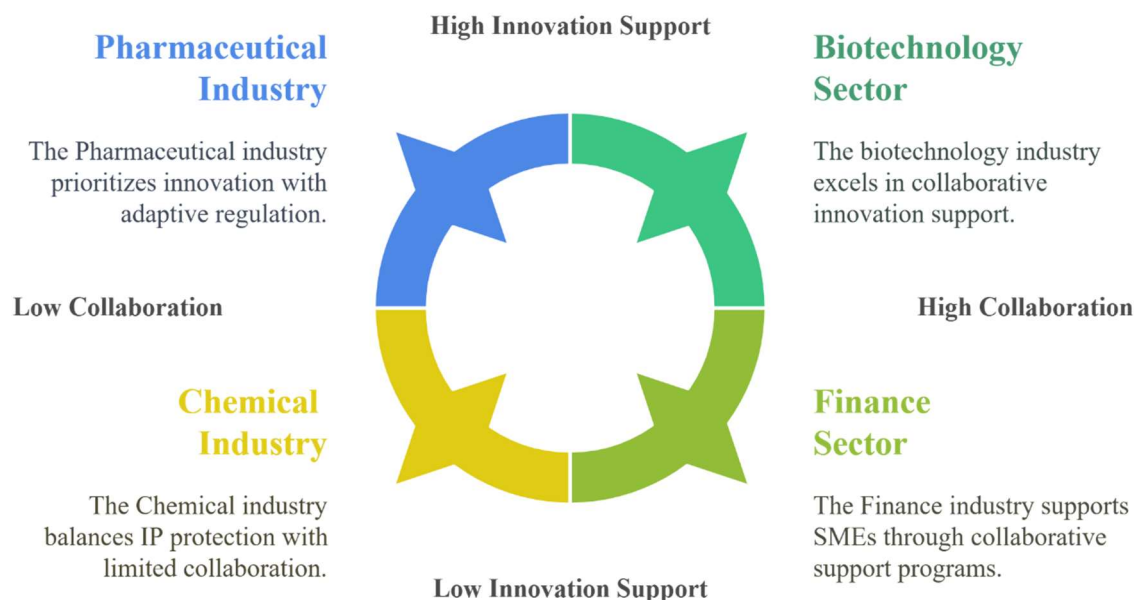 High Innovation Support
Pharmaceutical
Industry
The Pharmaceutical industry
prioritizes innovation with
adaptive regulation.
Biotechnology
Sector
The biotechnology industry
excels in collaborative
innovation support.
Low Collaboration
High Collaboration
Chemical
Industry
The Chemical industry
balances IP protection with
limited collaboration.
Finance
Sector
The Finance industry supports
SMEs through collaborative
support programs.
Low Innovation Support